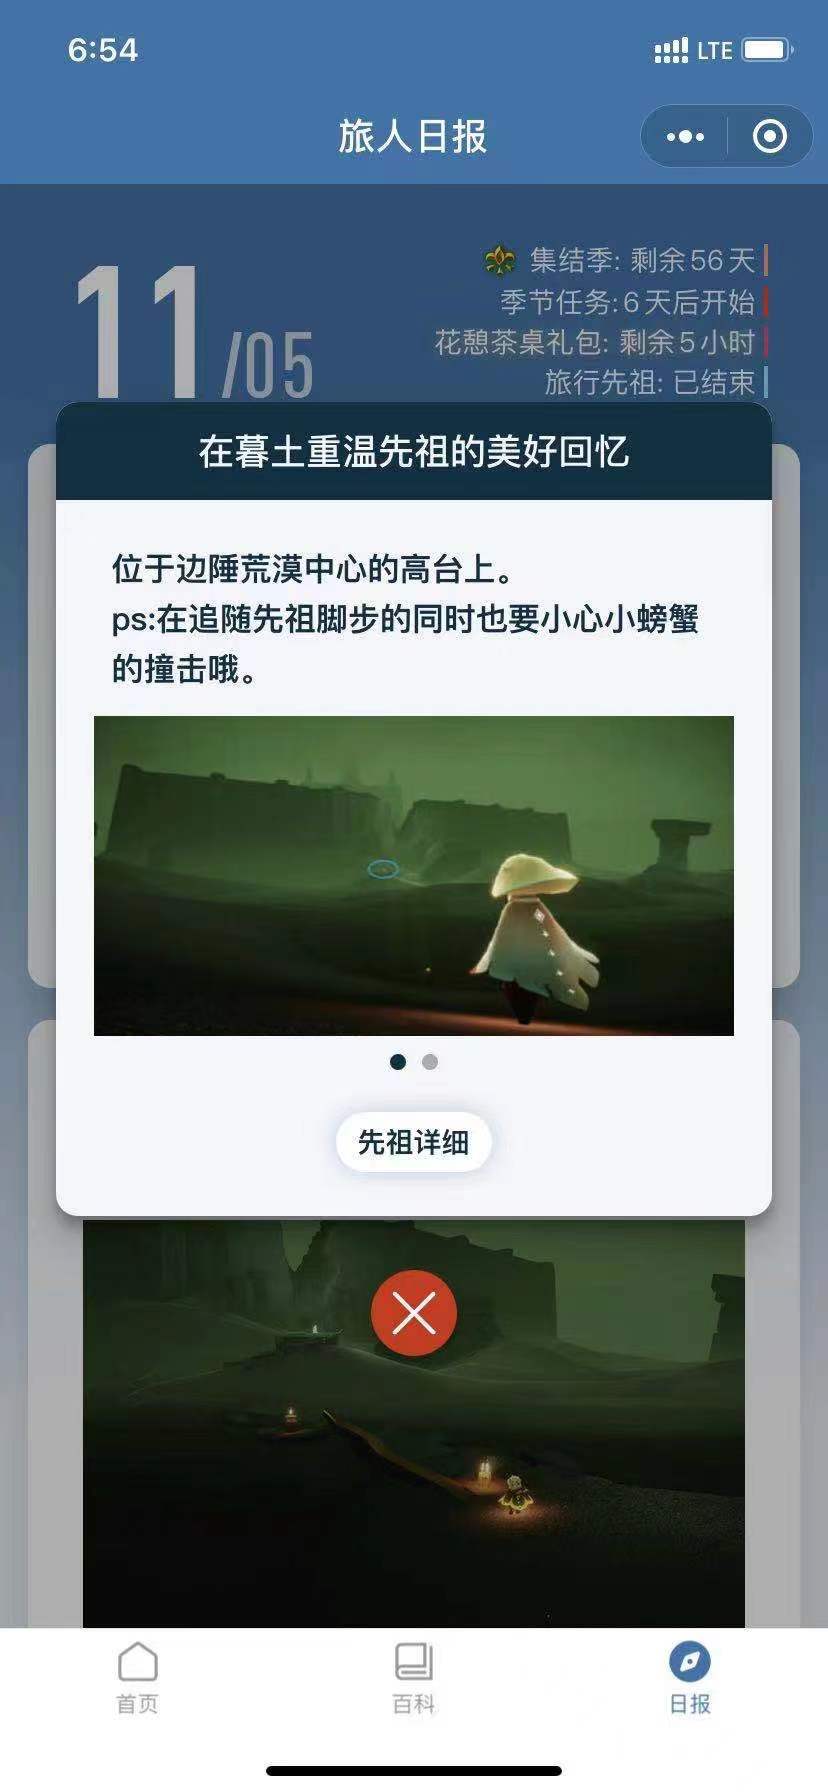 6:54
LTE
旅人日报
11/05
集结季: 剩余56天
季节任务:6天后开始
花憩茶桌礼包: 剩余5小时
旅行先祖: 已结束
在暮土重温先祖的美好回忆
位于边陲荒漠中心的高台上。
ps:在追随先祖脚步的同时也要小心小螃蟹
的撞击哦。
先祖详细
首页
百科
日报